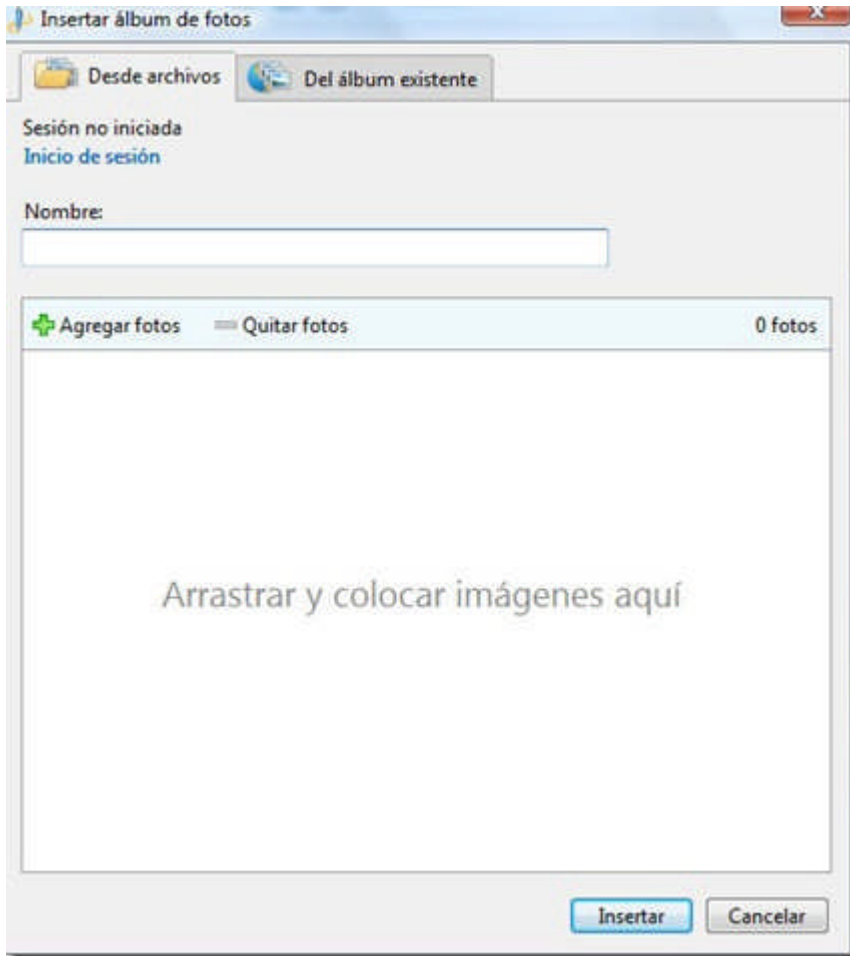 Insertar álbum de fotos
Desde archivos
Del álbum existente
Sesión no iniciada
Inicio de sesión
Nombre:
Agregar fotos
Quitar fotos
0 fotos
Arrastrar y colocar imágenes aquí
Insertar
Cancelar